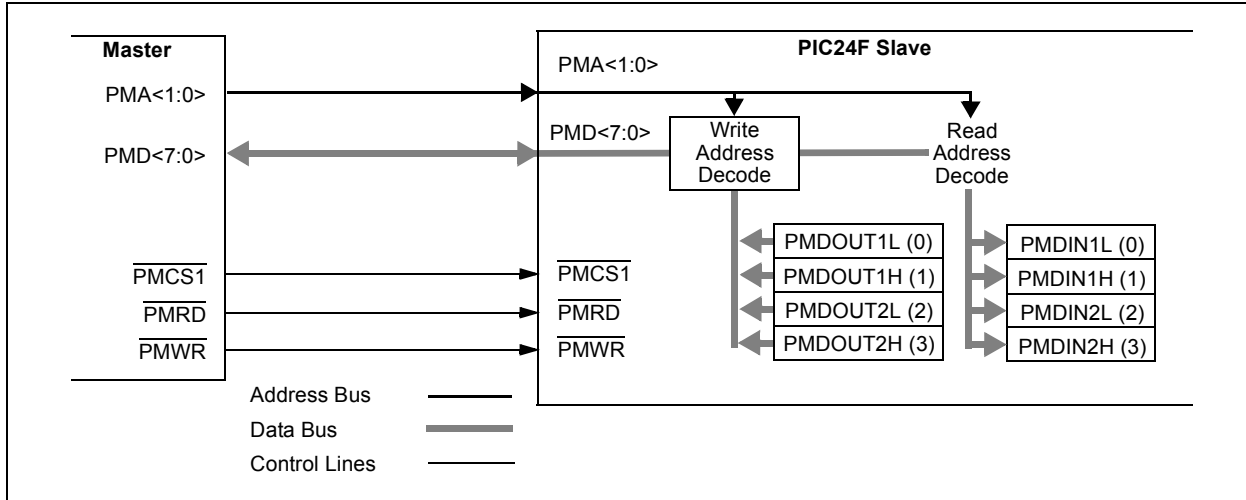 Master
PMA<1:0>
PMD<7:0>
PMCS1
PMRD
PMWR
PIC24F Slave
PMA<1:0>
PMD<7:0>
Write
Address
Decode
Read
Address
Decode
PMDOUT1L (0)
PMDOUT1H (1)
PMDOUT2L (2)
PMDOUT2H (3)
PMDIN1L (0)
PMDIN1H (1)
PMDIN2L (2)
PMDIN2H (3)
PMCS1
PMRD
PMWR
Address Bus
Data Bus
Control Lines